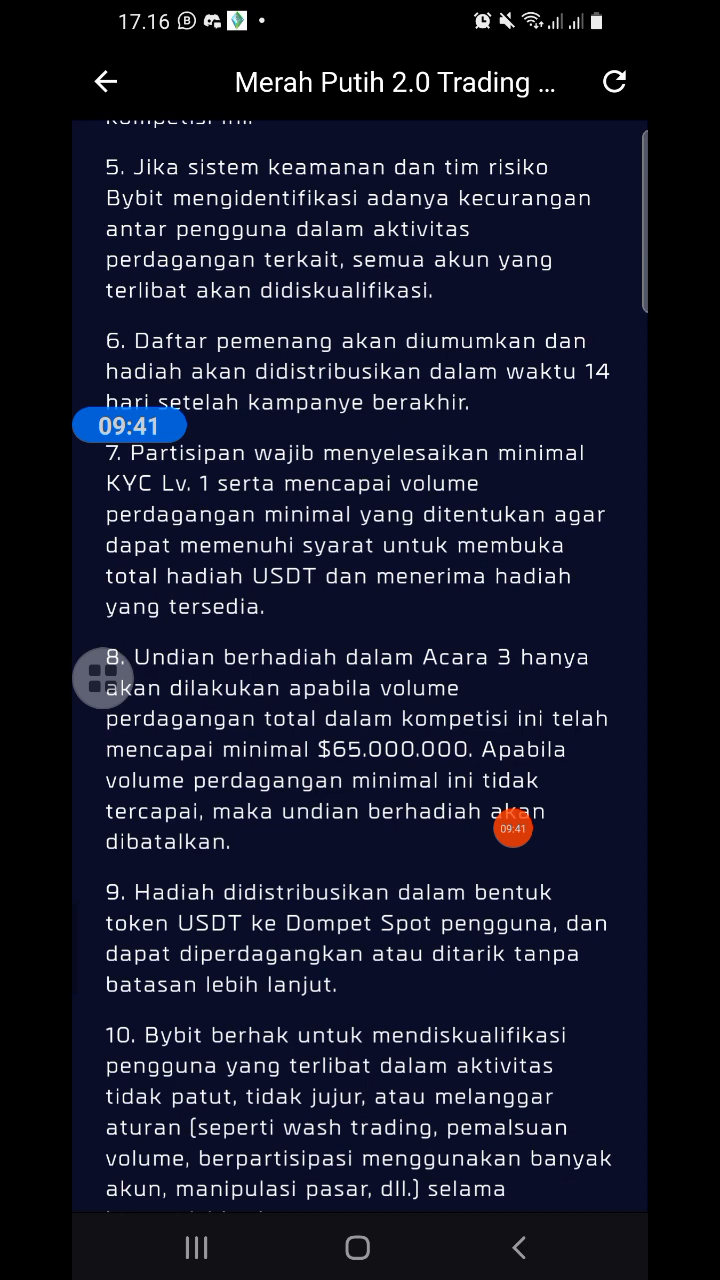 17.16
Merah Putih 2.0 Trading ...
5. Jika sistem keamanan dan tim risiko
Bybit mengidentifikasi adanya kecurangan
antar pengguna dalam aktivitas
perdagangan terkait, semua akun yang
terlibat akan didiskualifikasi.
6. Daftar pemenang akan diumumkan dan
hadiah akan didistribusikan dalam waktu 14
hari setelah kampanye berakhir.
09:41
7. Partisipan wajib menyelesaikan minimal
KYC Lv. 1 serta mencapai volume
perdagangan minimal yang ditentukan agar
dapat memenuhi syarat untuk membuka
total hadiah USDT dan menerima hadiah
yang tersedia.
8. Undian berhadiah dalam Acara 3 hanya
akan dilakukan apabila volume
perdagangan total dalam kompetisi ini telah
mencapai minimal $65.000.000. Apabila
volume perdagangan minimal ini tidak
tercapai, maka undian berhadiah akan
09:41
dibatalkan.
9. Hadiah didistribusikan dalam bentuk
token USDT ke Dompet Spot pengguna, dan
dapat diperdagangkan atau ditarik tanpa
batasan lebih lanjut.
10. Bybit berhak untuk mendiskualifikasi
pengguna yang terlibat dalam aktivitas
tidak patut, tidak jujur, atau melanggar
aturan (seperti wash trading, pemalsuan
volume, berpartisipasi menggunakan banyak
akun, manipulasi pasar, dll.) selama